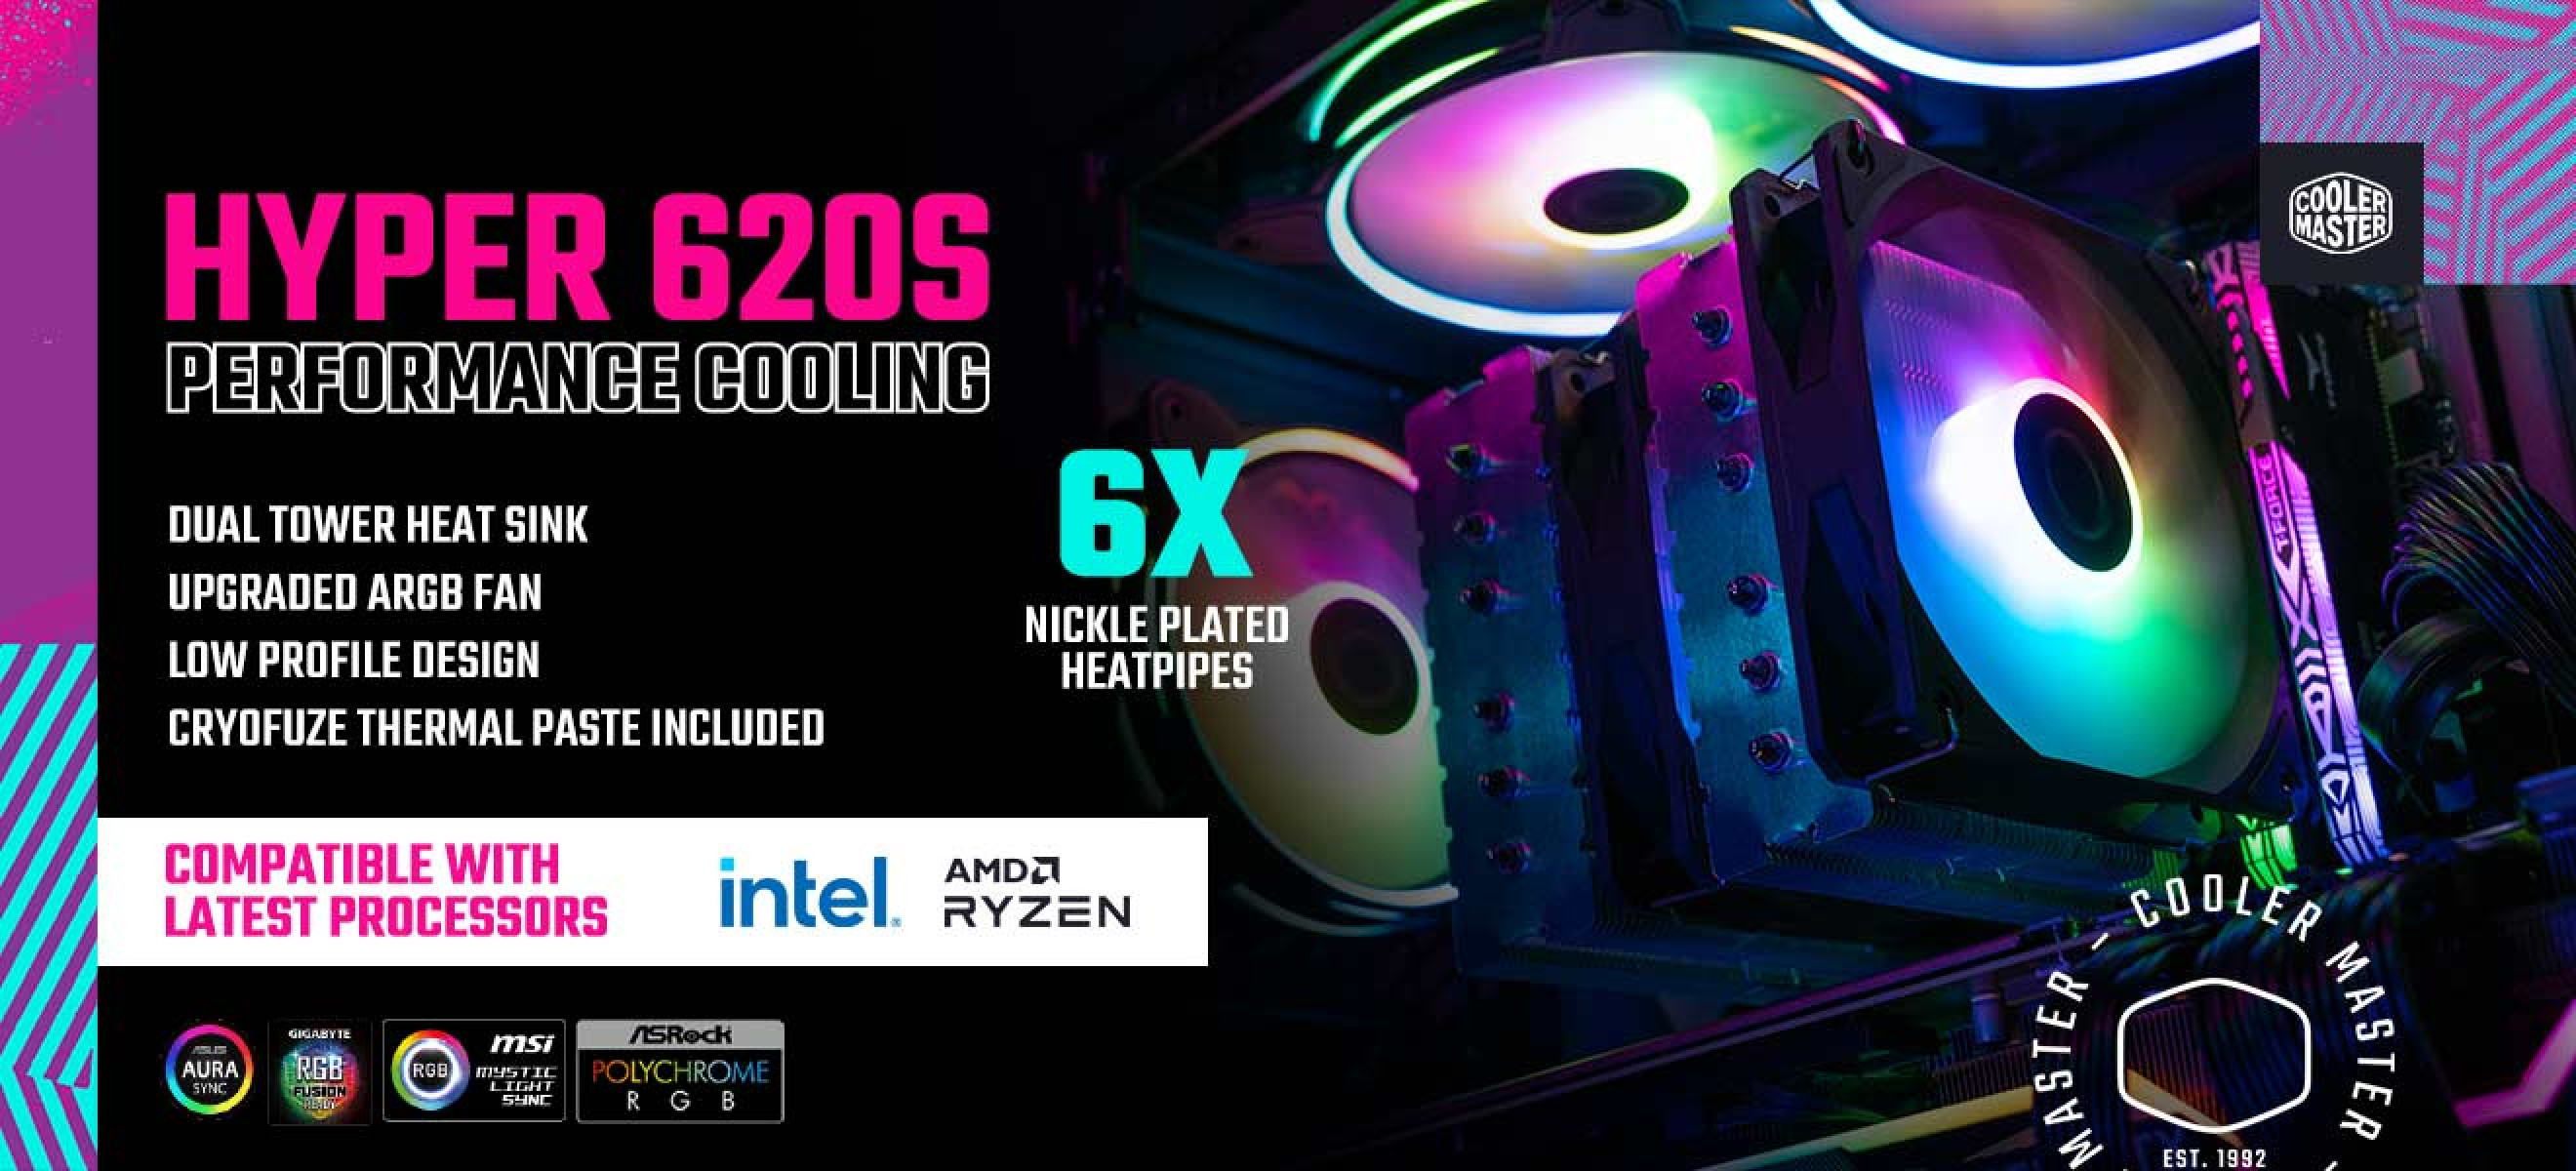 HYPER 620S
PERFORMANCE COOLING
DUAL TOWER HEAT SINK
UPGRADED ARGB FAN
LOW PROFILE DESIGN
CRYOFUZE THERMAL PASTE INCLUDED
6X
NICKLE PLATED
HEATPIPES
COMPATIBLE WITH
LATEST PROCESSORS
intel.
AMD
RYZEN
ASUS
AURA
SYNC
GIGABYTE
RGB
FUSION
READY
RGB
msi
MYSTIC
LIGHT
SYNC
ASRock
POLYCHROME
R G B
COOLER
MASTER
T-FORCE
MASTER - COOLER MASTER -
EST. 1992